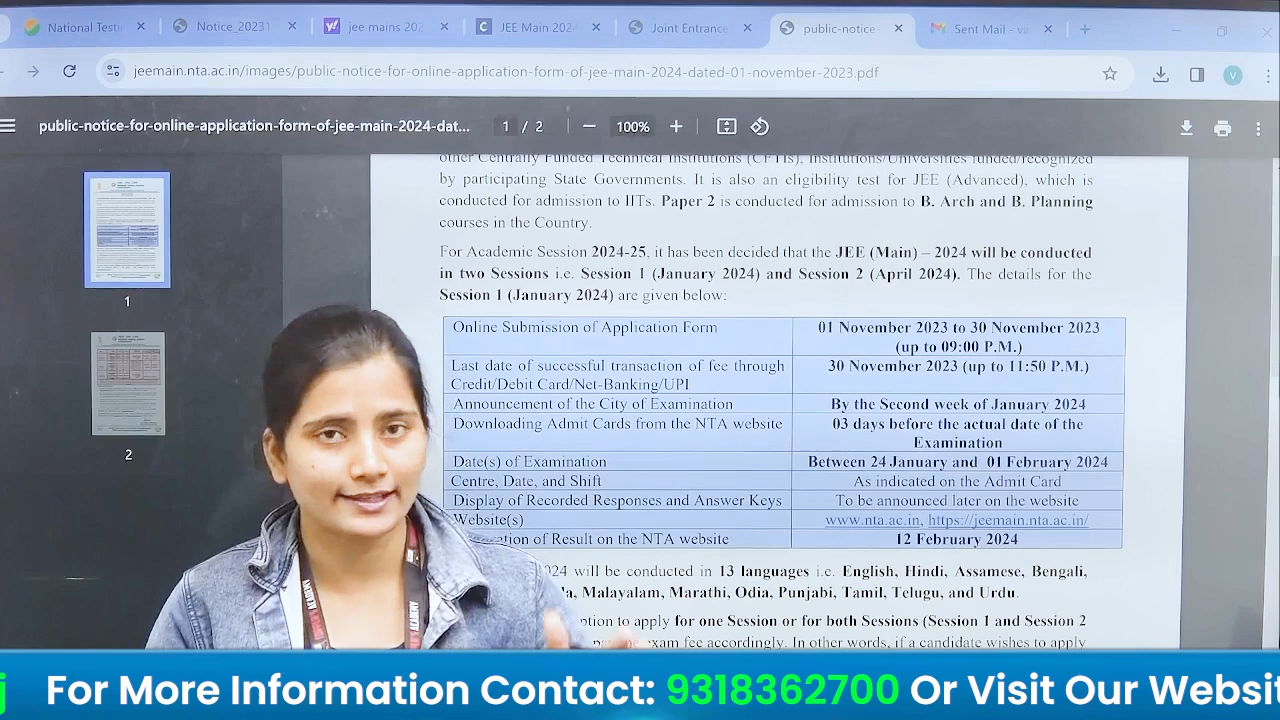 National Testi
Notice_20231
jee mains 202
JEE Main 2024
Joint Entrance
public-notice-
Sent Mail - va
jeemain.nta.ac.in/images/public-notice-for-online-application-form-of-jee-main-2024-dated-01-november-2023.pdf
V
public-notice-for-online-application-form-of-jee-main-2024-dat...
1 / 2
100%
1
2
other Centrally Funded Technical Institutions (CFTIs), Institutions/Universities funded/recognized
by participating State Governments. It is also an eligibility test for JEE (Advanced), which is
conducted for admission to IITs. Paper 2 is conducted for admission to B. Arch and B. Planning
courses in the Country.
For Academic Session 2024-25, it has been decided that the JEE (Main) – 2024 will be conducted
in two Sessions i.e. Session 1 (January 2024) and Session 2 (April 2024). The details for the
Session 1 (January 2024) are given below:
Online Submission of Application Form
01 November 2023 to 30 November 2023
(up to 09:00 P.M.)
Last date of successful transaction of fee through
Credit/Debit Card/Net-Banking/UPI
30 November 2023 (up to 11:50 P.M.)
Announcement of the City of Examination
By the Second week of January 2024
Downloading Admit Cards from the NTA website
03 days before the actual date of the
Examination
Date(s) of Examination
Between 24 January and 01 February 2024
Centre, Date, and Shift
As indicated on the Admit Card
Display of Recorded Responses and Answer Keys
To be announced later on the website
Website(s)
www.nta.ac.in, https://jeemain.nta.ac.in/
ation of Result on the NTA website
12 February 2024
24 will be conducted in 13 languages i.e. English, Hindi, Assamese, Bengali,
Malayalam, Marathi, Odia, Punjabi, Tamil, Telugu, and Urdu.
ption to apply for one Session or for both Sessions (Session 1 and Session 2
exam fee accordingly. In other words, if a candidate wishes to apply
j For More Information Contact: 9318362700 Or Visit Our Websit